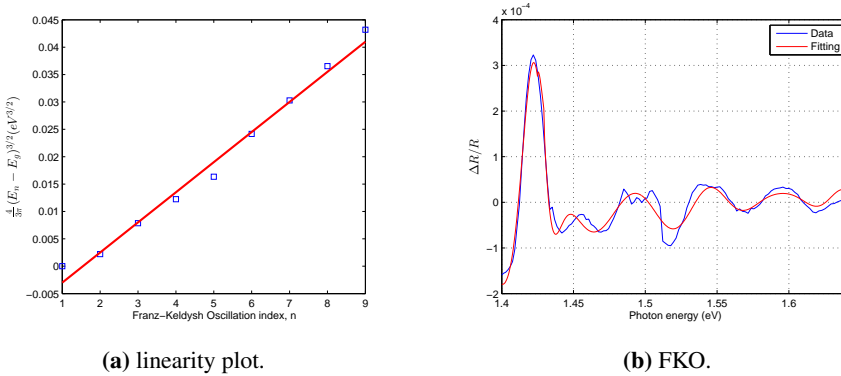 0.045
0.04
0.035
0.03
0.025
0.02
0.015
0.01
0.005
0
−0.005
1 2 3 4 5 6 7 8 9
4/3π (Eₙ − E_g)^{3/2}(eV^{3/2})
Franz−Keldysh Oscillation index, n
(a) linearity plot.
x 10⁻⁴
4
3
2
1
0
−1
−2
1.4 1.45 1.5 1.55 1.6
ΔR/R
Photon energy (eV)
Data
Fitting
(b) FKO.